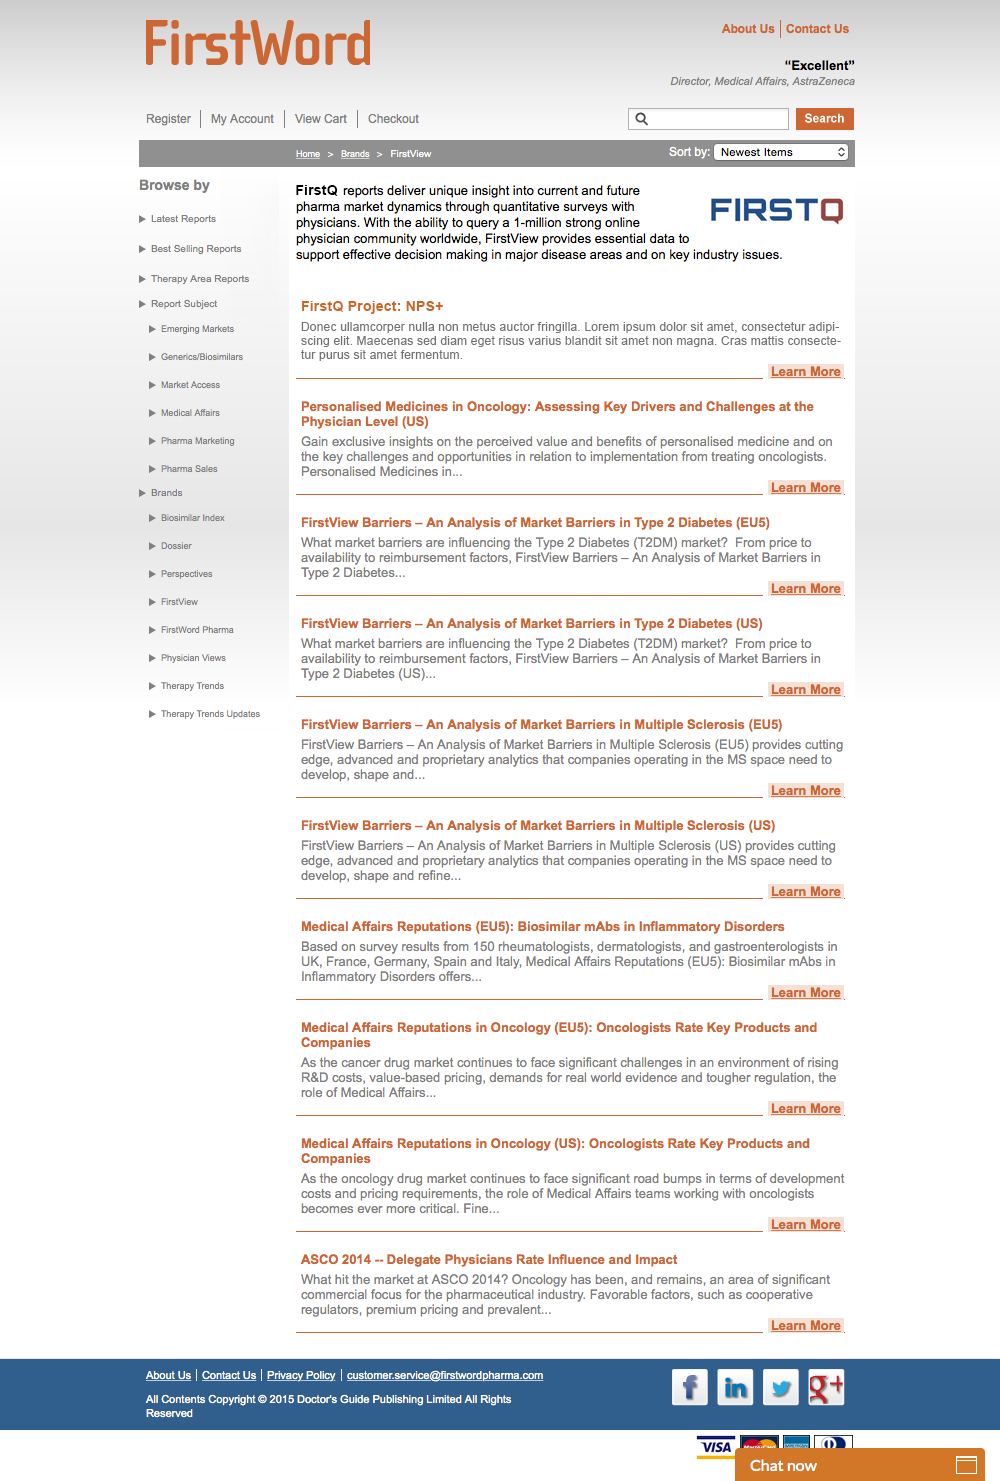 FirstWord
About Us | Contact Us
“Excellent”
Director, Medical Affairs, AstraZeneca
Register | My Account | View Cart | Checkout
Search
Home > Brands > FirstView
Sort by: Newest Items
Browse by
Latest Reports
Best Selling Reports
Therapy Area Reports
Report Subject
Emerging Markets
Generics/Biosimilars
Market Access
Medical Affairs
Pharma Marketing
Pharma Sales
Brands
Biosimilar Index
Dossier
Perspectives
FirstView
FirstWord Pharma
Physician Views
Therapy Trends
Therapy Trends Updates
FirstQ reports deliver unique insight into current and future
pharma market dynamics through quantitative surveys with
physicians. With the ability to query a 1-million strong online
physician community worldwide, FirstView provides essential data to
support effective decision making in major disease areas and on key industry issues.
FIRSTQ
FirstQ Project: NPS+
Donec ullamcorper nulla non metus auctor fringilla. Lorem ipsum dolor sit amet, consectetur adipi-
scing elit. Maecenas sed diam eget risus varius blandit sit amet non magna. Cras mattis consecte-
tur purus sit amet fermentum.
Learn More
Personalised Medicines in Oncology: Assessing Key Drivers and Challenges at the
Physician Level (US)
Gain exclusive insights on the perceived value and benefits of personalised medicine and on
the key challenges and opportunities in relation to implementation from treating oncologists.
Personalised Medicines in...
Learn More
FirstView Barriers – An Analysis of Market Barriers in Type 2 Diabetes (EU5)
What market barriers are influencing the Type 2 Diabetes (T2DM) market? From price to
availability to reimbursement factors, FirstView Barriers – An Analysis of Market Barriers in
Type 2 Diabetes...
Learn More
FirstView Barriers – An Analysis of Market Barriers in Type 2 Diabetes (US)
What market barriers are influencing the Type 2 Diabetes (T2DM) market? From price to
availability to reimbursement factors, FirstView Barriers – An Analysis of Market Barriers in
Type 2 Diabetes (US)...
Learn More
FirstView Barriers – An Analysis of Market Barriers in Multiple Sclerosis (EU5)
FirstView Barriers – An Analysis of Market Barriers in Multiple Sclerosis (EU5) provides cutting
edge, advanced and proprietary analytics that companies operating in the MS space need to
develop, shape and...
Learn More
FirstView Barriers – An Analysis of Market Barriers in Multiple Sclerosis (US)
FirstView Barriers – An Analysis of Market Barriers in Multiple Sclerosis (US) provides cutting
edge, advanced and proprietary analytics that companies operating in the MS space need to
develop, shape and refine...
Learn More
Medical Affairs Reputations (EU5): Biosimilar mAbs in Inflammatory Disorders
Based on survey results from 150 rheumatologists, dermatologists, and gastroenterologists in
UK, France, Germany, Spain and Italy, Medical Affairs Reputations (EU5): Biosimilar mAbs in
Inflammatory Disorders offers...
Learn More
Medical Affairs Reputations in Oncology (EU5): Oncologists Rate Key Products and
Companies
As the cancer drug market continues to face significant challenges in an environment of rising
R&D costs, value-based pricing, demands for real world evidence and tougher regulation, the
role of Medical Affairs...
Learn More
Medical Affairs Reputations in Oncology (US): Oncologists Rate Key Products and
Companies
As the oncology drug market continues to face significant road bumps in terms of development
costs and pricing requirements, the role of Medical Affairs teams working with oncologists
becomes ever more critical. Fine...
Learn More
ASCO 2014 -- Delegate Physicians Rate Influence and Impact
What hit the market at ASCO 2014? Oncology has been, and remains, an area of significant
commercial focus for the pharmaceutical industry. Favorable factors, such as cooperative
regulators, premium pricing and prevalent...
Learn More
About Us | Contact Us | Privacy Policy | customer.service@firstwordpharma.com
All Contents Copyright © 2015 Doctor's Guide Publishing Limited All Rights
Reserved
f in g+
VISA
Chat now